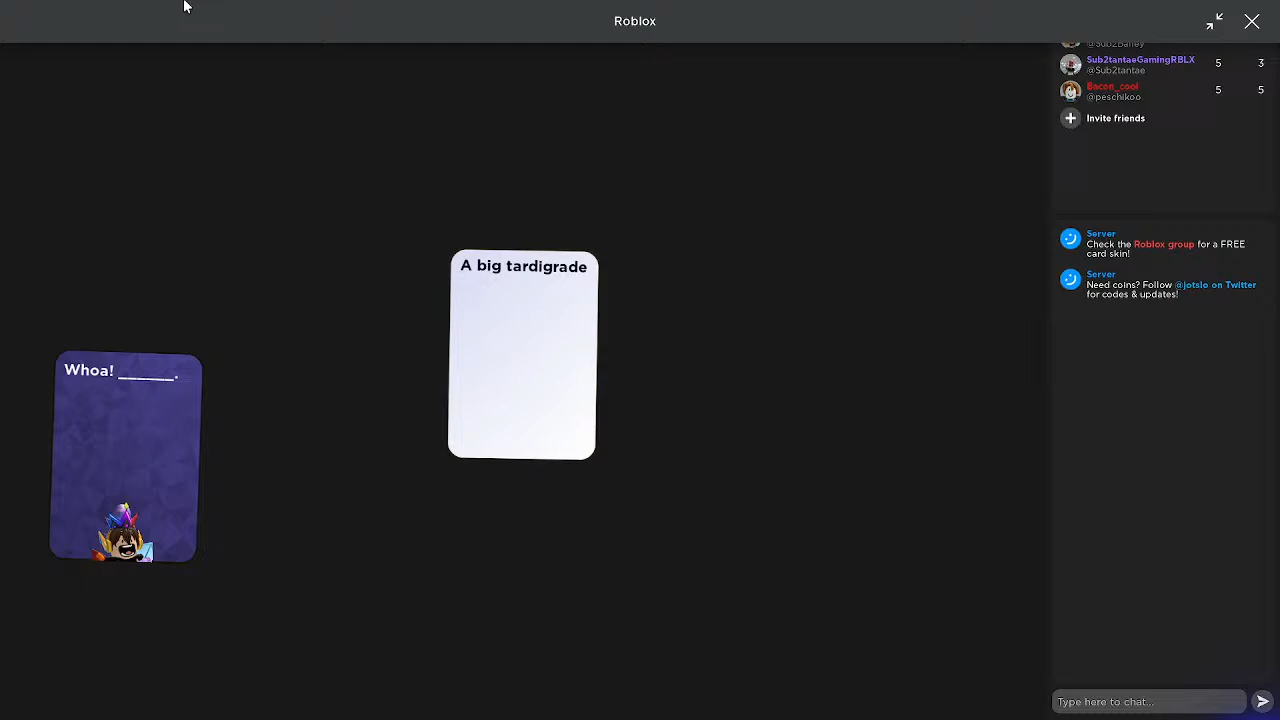 Roblox
@Sub2Bailey
Sub2tantaeGamingRBLX 5 3
@Sub2tantae
Bacon_cool 5 5
@peschikoo
Invite friends
A big tardigrade
Whoa! ______.
Server
Check the Roblox group for a FREE
card skin!
Server
Need coins? Follow @jotslo on Twitter
for codes & updates!
Type here to chat...